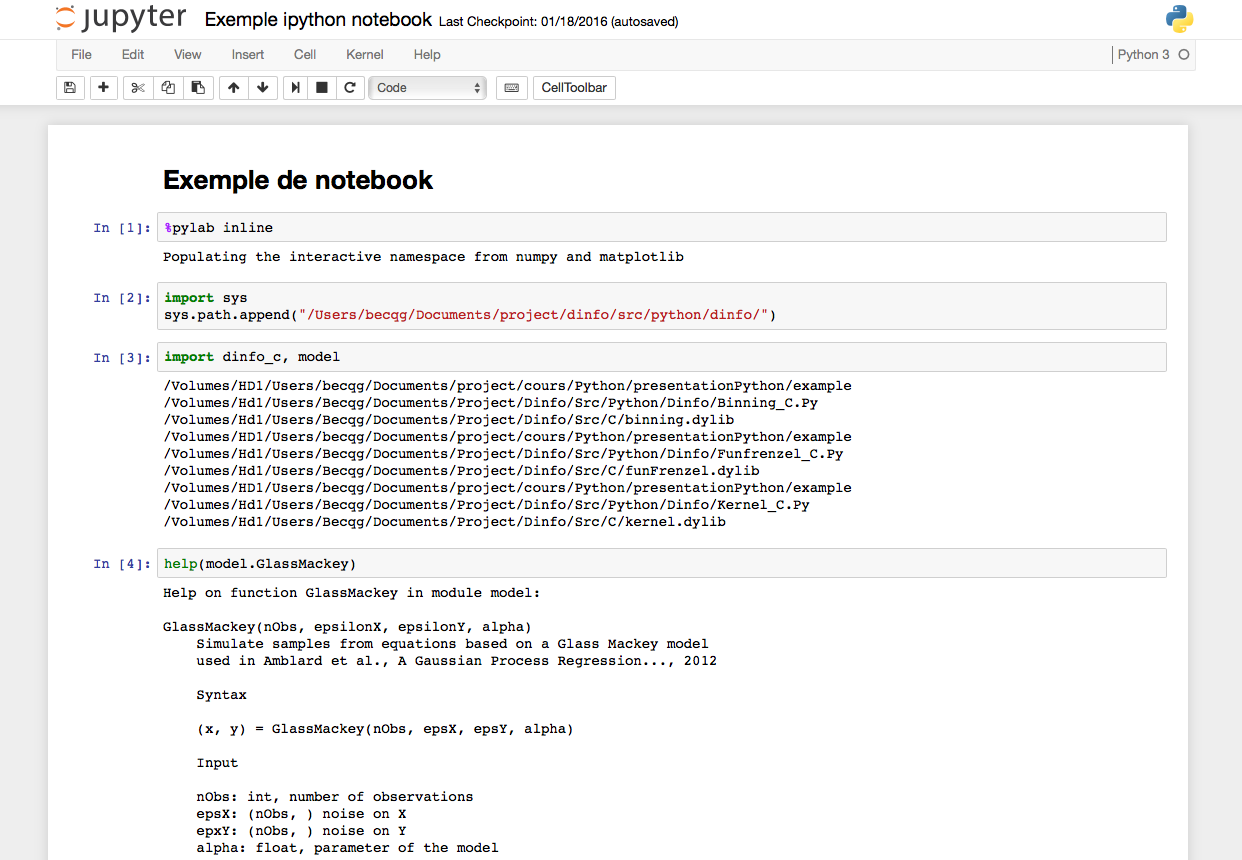 jupyter Exemple ipython notebook Last Checkpoint: 01/18/2016 (autosaved)
File Edit View Insert Cell Kernel Help Python 3
Code CellToolbar
Exemple de notebook
In [1]: %pylab inline
Populating the interactive namespace from numpy and matplotlib
In [2]: import sys
sys.path.append("/Users/becqg/Documents/project/dinfo/src/python/dinfo/")
In [3]: import dinfo_c, model
/Volumes/HD1/Users/becqg/Documents/project/cours/Python/presentationPython/example
/Volumes/Hd1/Users/Becqg/Documents/Project/Dinfo/Src/Python/Dinfo/Binning_C.Py
/Volumes/Hd1/Users/Becqg/Documents/Project/Dinfo/Src/C/binning.dylib
/Volumes/HD1/Users/becqg/Documents/project/cours/Python/presentationPython/example
/Volumes/Hd1/Users/Becqg/Documents/Project/Dinfo/Src/Python/Dinfo/Funfrenzel_C.Py
/Volumes/Hd1/Users/Becqg/Documents/Project/Dinfo/Src/C/funFrenzel.dylib
/Volumes/HD1/Users/becqg/Documents/project/cours/Python/presentationPython/example
/Volumes/Hd1/Users/Becqg/Documents/Project/Dinfo/Src/Python/Dinfo/Kernel_C.Py
/Volumes/Hd1/Users/Becqg/Documents/Project/Dinfo/Src/C/kernel.dylib
In [4]: help(model.GlassMackey)
Help on function GlassMackey in module model:
GlassMackey(nObs, epsilonX, epsilonY, alpha)
Simulate samples from equations based on a Glass Mackey model
used in Amblard et al., A Gaussian Process Regression..., 2012
Syntax
(x, y) = GlassMackey(nObs, epsX, epsY, alpha)
Input
nObs: int, number of observations
epsX: (nObs, ) noise on X
epxY: (nObs, ) noise on Y
alpha: float, parameter of the model